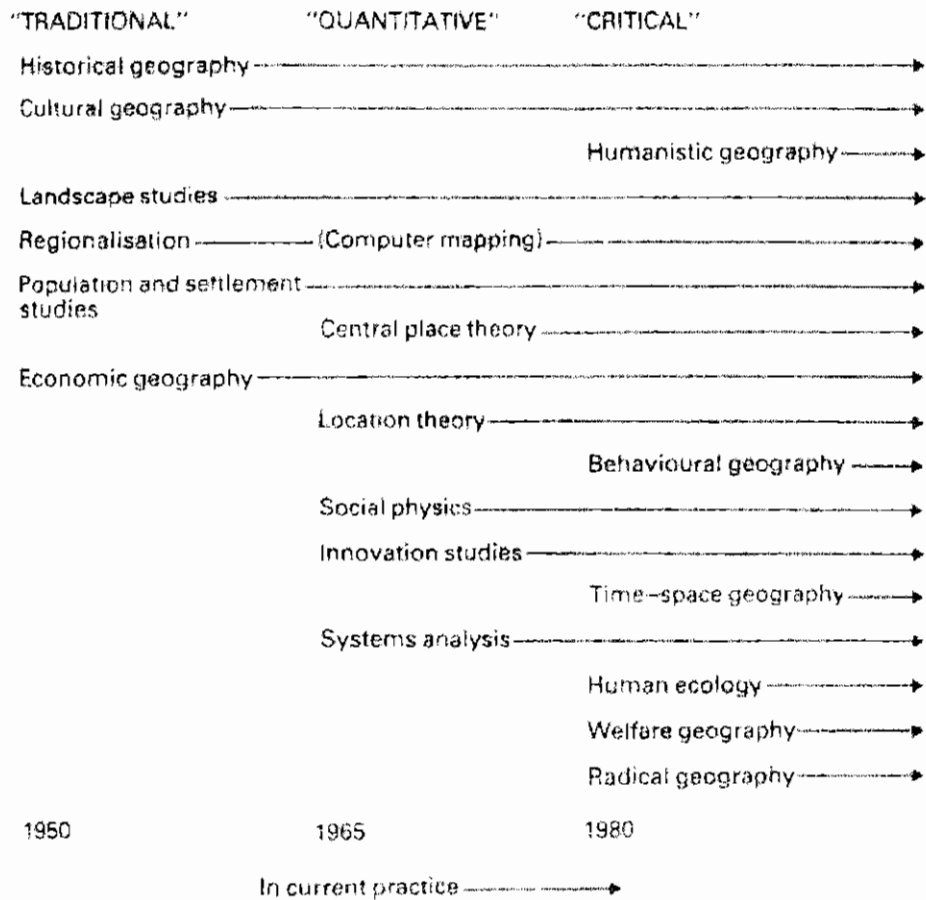 "TRADITIONAL" "QUANTITATIVE" "CRITICAL"
Historical geography
Cultural geography
Humanistic geography
Landscape studies
Regionalisation (Computer mapping)
Population and settlement
studies
Central place theory
Economic geography
Location theory
Behavioural geography
Social physics
Innovation studies
Time-space geography
Systems analysis
Human ecology
Welfare geography
Radical geography
1950 1965 1980
In current practice